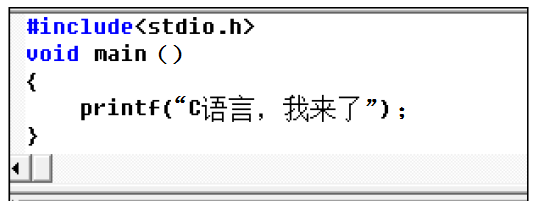 #include<stdio.h>
void main ()
{
printf(“C语言，我来了”);
}